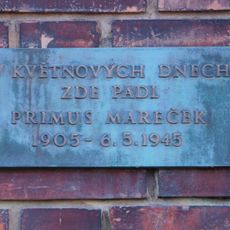 V KVĚTNOVÝCH DNECH
ZDE PADL
PRIMUS MAREČEK
1905 - 6.5.1945